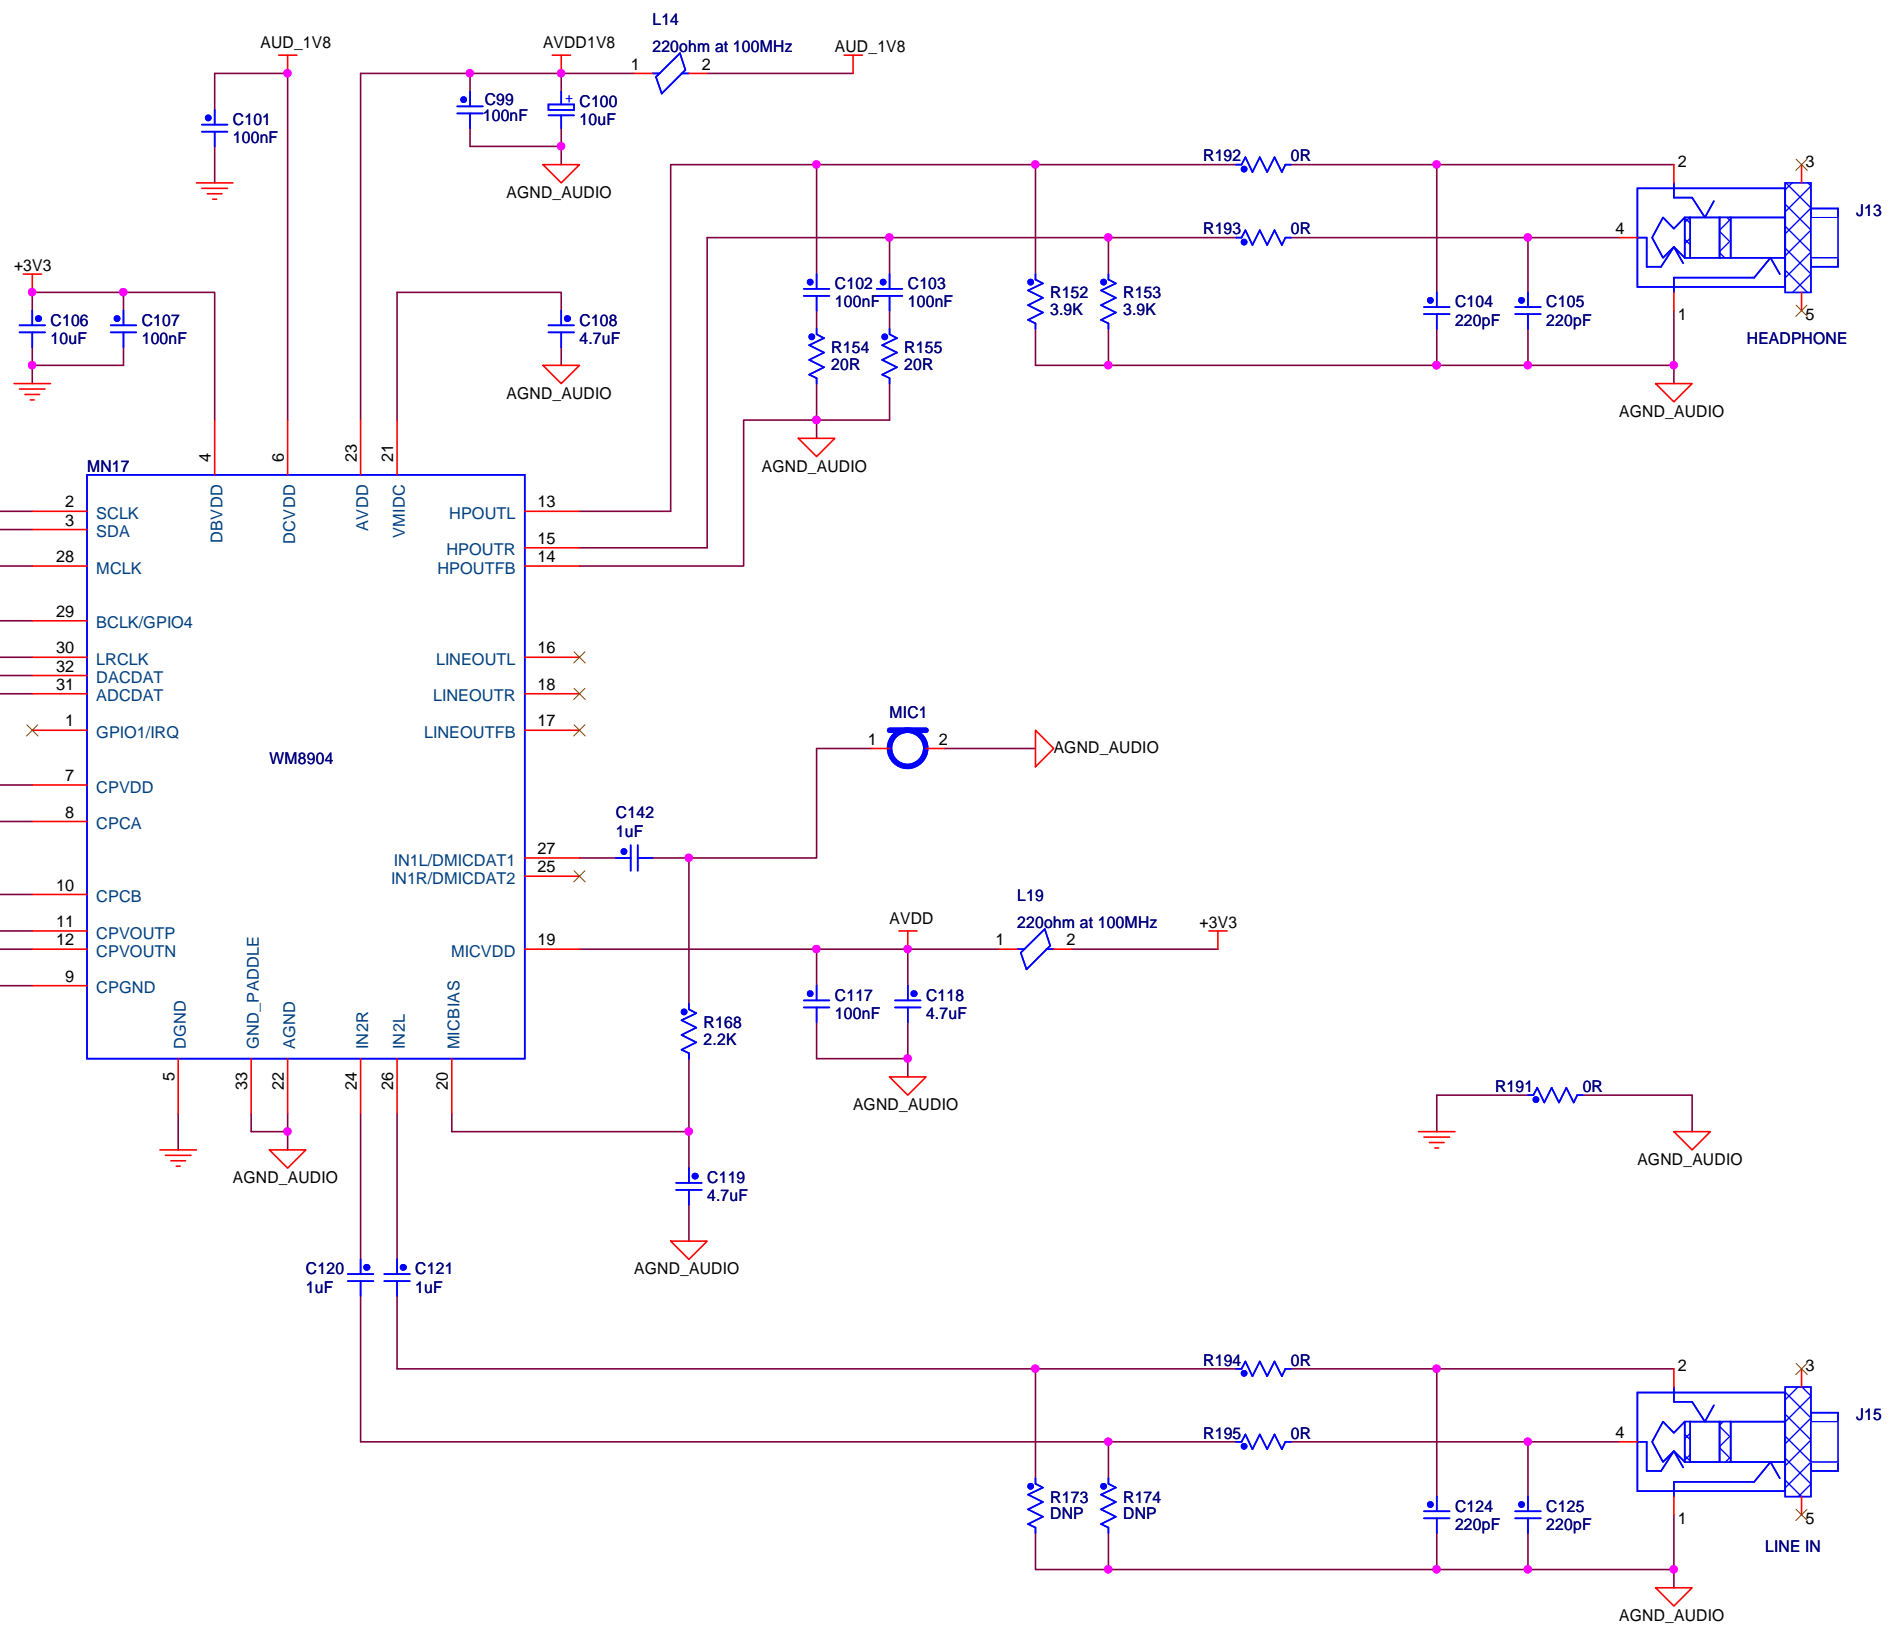 L14
220ohm at 100MHz
AUD_1V8
AVDD1V8
AUD_1V8
1
2
C101
100nF
C99
100nF
+
C100
10uF
AGND_AUDIO
R192
0R
2
3
J13
R193
0R
4
+3V3
C106
10uF
C107
100nF
C108
4.7uF
AGND_AUDIO
C102
100nF
C103
100nF
R152
3.9K
R153
3.9K
C104
220pF
C105
220pF
1
5
HEADPHONE
R154
20R
R155
20R
AGND_AUDIO
AGND_AUDIO
4
6
23
21
MN17
DBVDD
DCVDD
AVDD
VMIDC
2
SCLK
3
SDA
28
MCLK
29
BCLK/GPIO4
30
LRCLK
32
DACDAT
31
ADCDAT
1
GPIO1/IRQ
7
CPVDD
8
CPCA
10
CPCB
11
CPVOUTP
12
CPVOUTN
9
CPGND
WM8904
13
HPOUTL
15
HPOUTR
14
HPOUTFB
16
LINEOUTL
18
LINEOUTR
17
LINEOUTFB
27
IN1L/DMICDAT1
25
IN1R/DMICDAT2
19
MICVDD
DGND
GND_PADDLE
AGND
IN2R
IN2L
MICBIAS
5
33
22
24
26
20
AGND_AUDIO
MIC1
1
2
AGND_AUDIO
C142
1uF
L19
220ohm at 100MHz
AVDD
1
2
+3V3
C117
100nF
C118
4.7uF
AGND_AUDIO
R168
2.2K
C119
4.7uF
AGND_AUDIO
R191
0R
AGND_AUDIO
C120
1uF
C121
1uF
R194
0R
2
3
J15
R195
0R
4
R173
DNP
R174
DNP
C124
220pF
C125
220pF
1
5
LINE IN
AGND_AUDIO